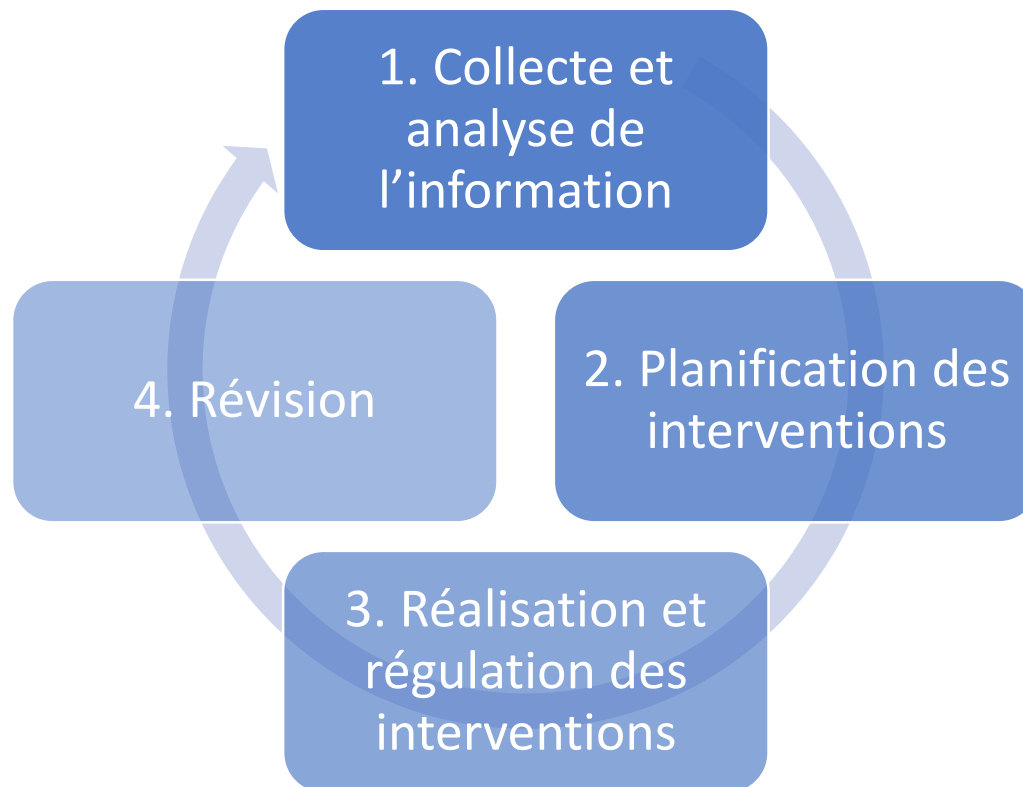 1. Collecte et
analyse de
l’information
2. Planification des
interventions
3. Réalisation et
régulation des
interventions
4. Révision